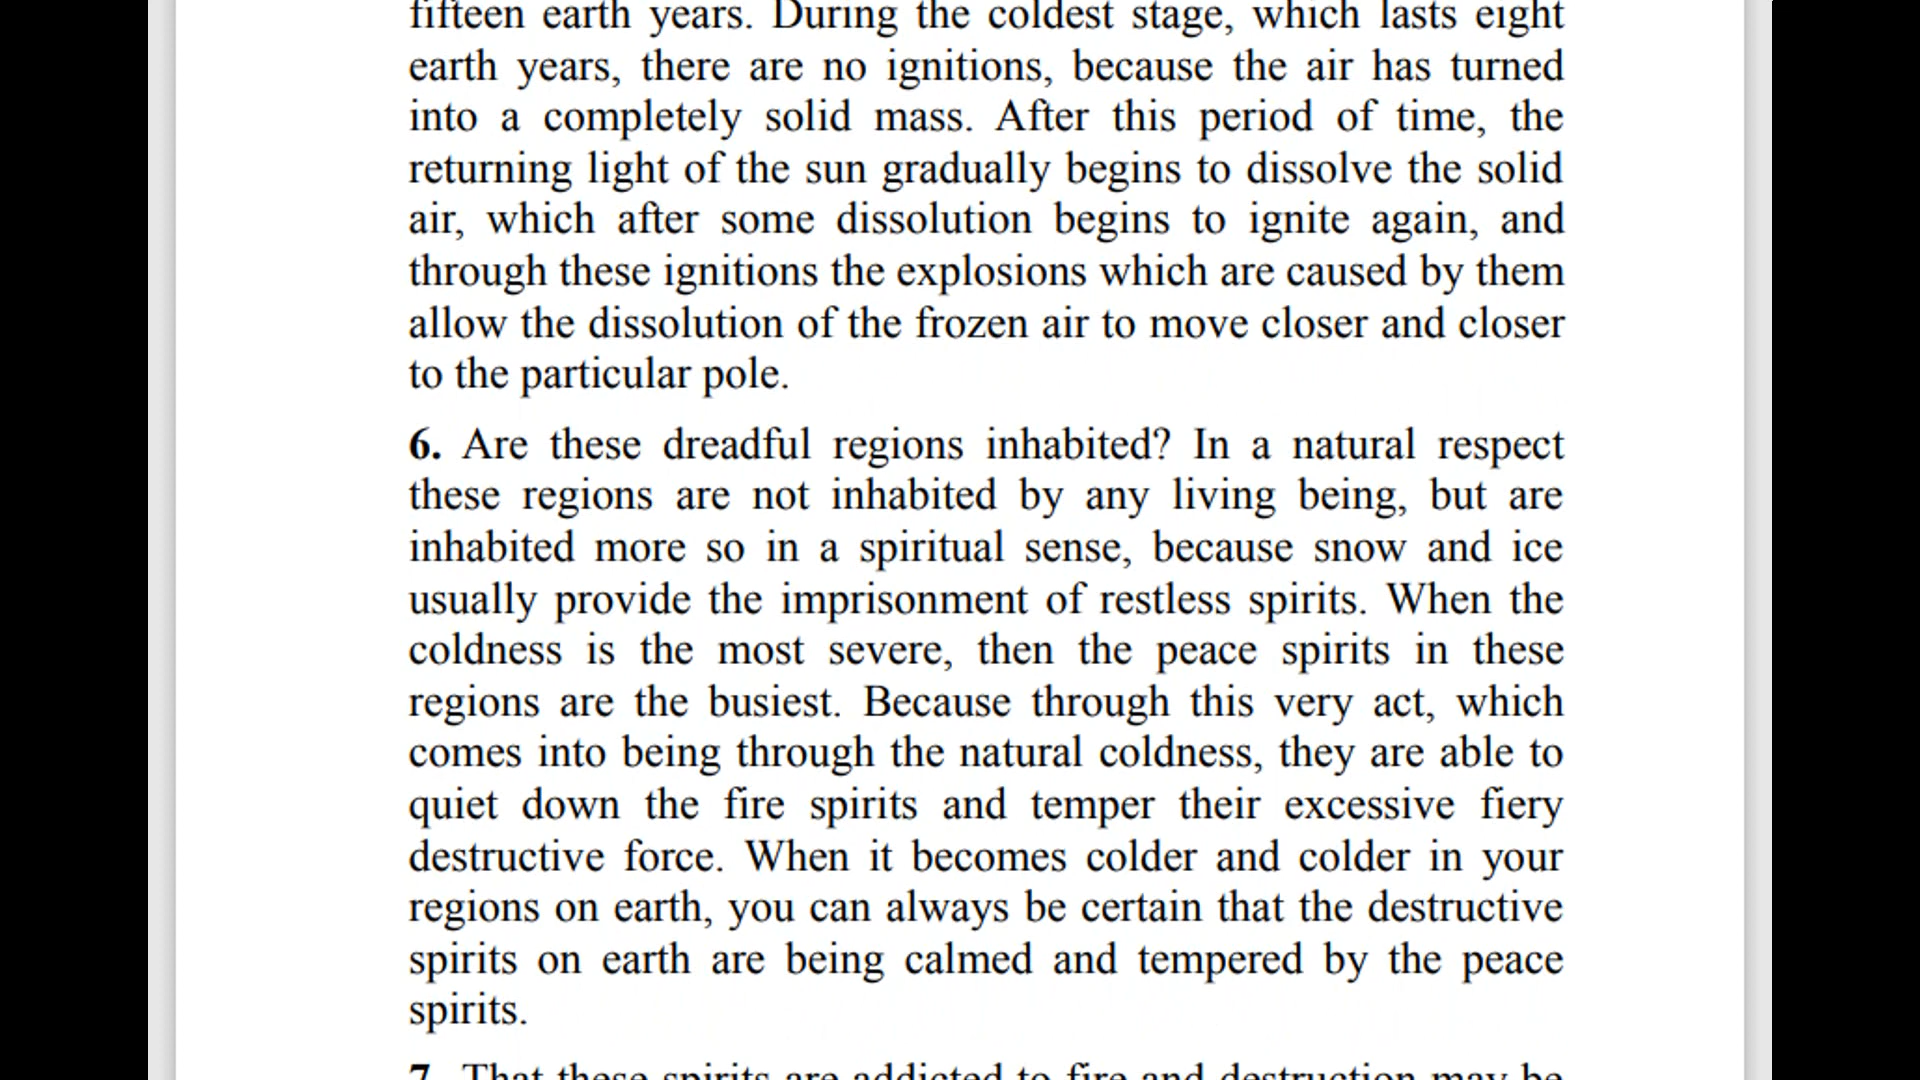 fifteen earth years. During the coldest stage, which lasts eight
earth years, there are no ignitions, because the air has turned
into a completely solid mass. After this period of time, the
returning light of the sun gradually begins to dissolve the solid
air, which after some dissolution begins to ignite again, and
through these ignitions the explosions which are caused by them
allow the dissolution of the frozen air to move closer and closer
to the particular pole.
6. Are these dreadful regions inhabited? In a natural respect
these regions are not inhabited by any living being, but are
inhabited more so in a spiritual sense, because snow and ice
usually provide the imprisonment of restless spirits. When the
coldness is the most severe, then the peace spirits in these
regions are the busiest. Because through this very act, which
comes into being through the natural coldness, they are able to
quiet down the fire spirits and temper their excessive fiery
destructive force. When it becomes colder and colder in your
regions on earth, you can always be certain that the destructive
spirits on earth are being calmed and tempered by the peace
spirits.
7. That these spirits are addicted to fire and destruction may be